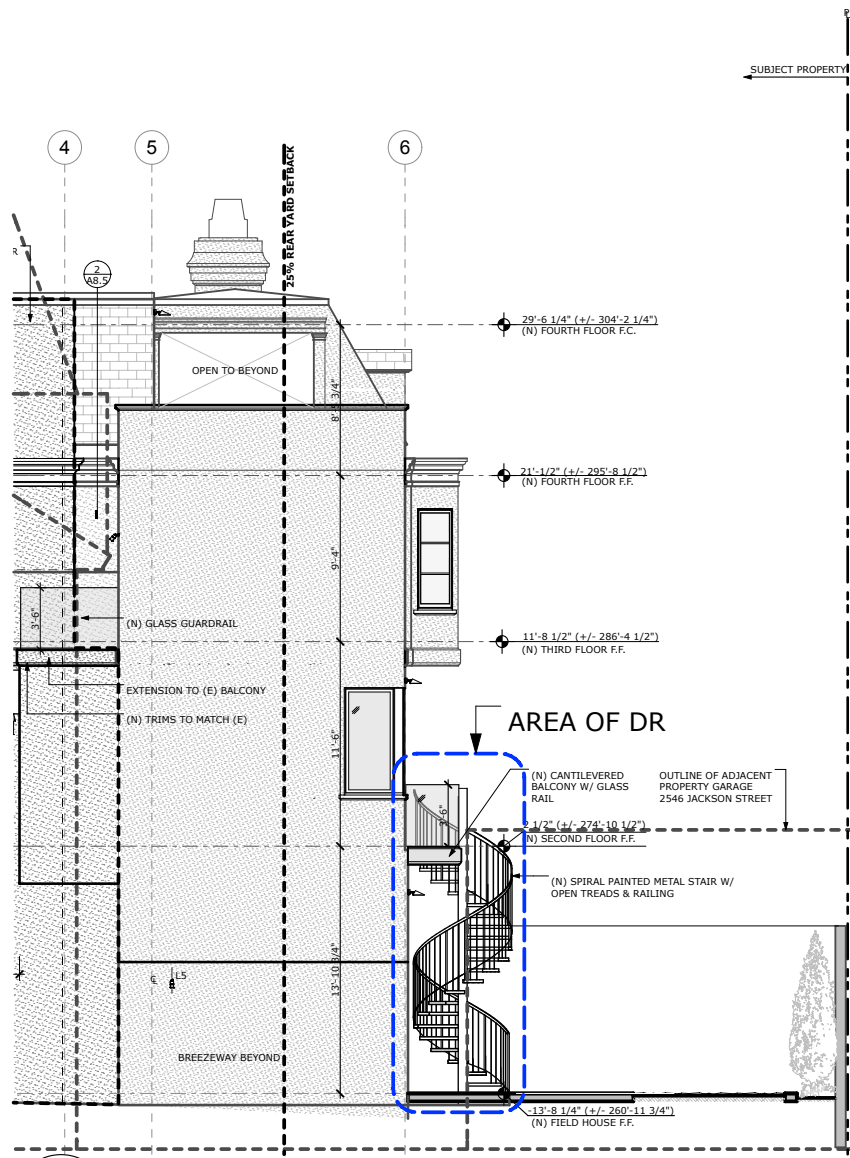 SUBJECT PROPERTY
4
5
6
25% REAR YARD SETBACK
2
A8.5
29'-6 1/4" (+/- 304'-2 1/4")
(N) FOURTH FLOOR F.C.
OPEN TO BEYOND
21'-1/2" (+/- 295'-8 1/2")
(N) FOURTH FLOOR F.F.
9'-4"
3'-6"
(N) GLASS GUARDRAIL
11'-8 1/2" (+/- 286'-4 1/2")
(N) THIRD FLOOR F.F.
EXTENSION TO (E) BALCONY
(N) TRIMS TO MATCH (E)
11'-6"
AREA OF DR
(N) CANTILEVERED
BALCONY W/ GLASS
RAIL
OUTLINE OF ADJACENT
PROPERTY GARAGE
2546 JACKSON STREET
3'-6"
2 1/2" (+/- 274'-10 1/2")
(N) SECOND FLOOR F.F.
(N) SPIRAL PAINTED METAL STAIR W/
OPEN TREADS & RAILING
13'-10 3/4"
L5
BREEZEWAY BEYOND
-13'-8 1/4" (+/- 260'-11 3/4")
(N) FIELD HOUSE F.F.